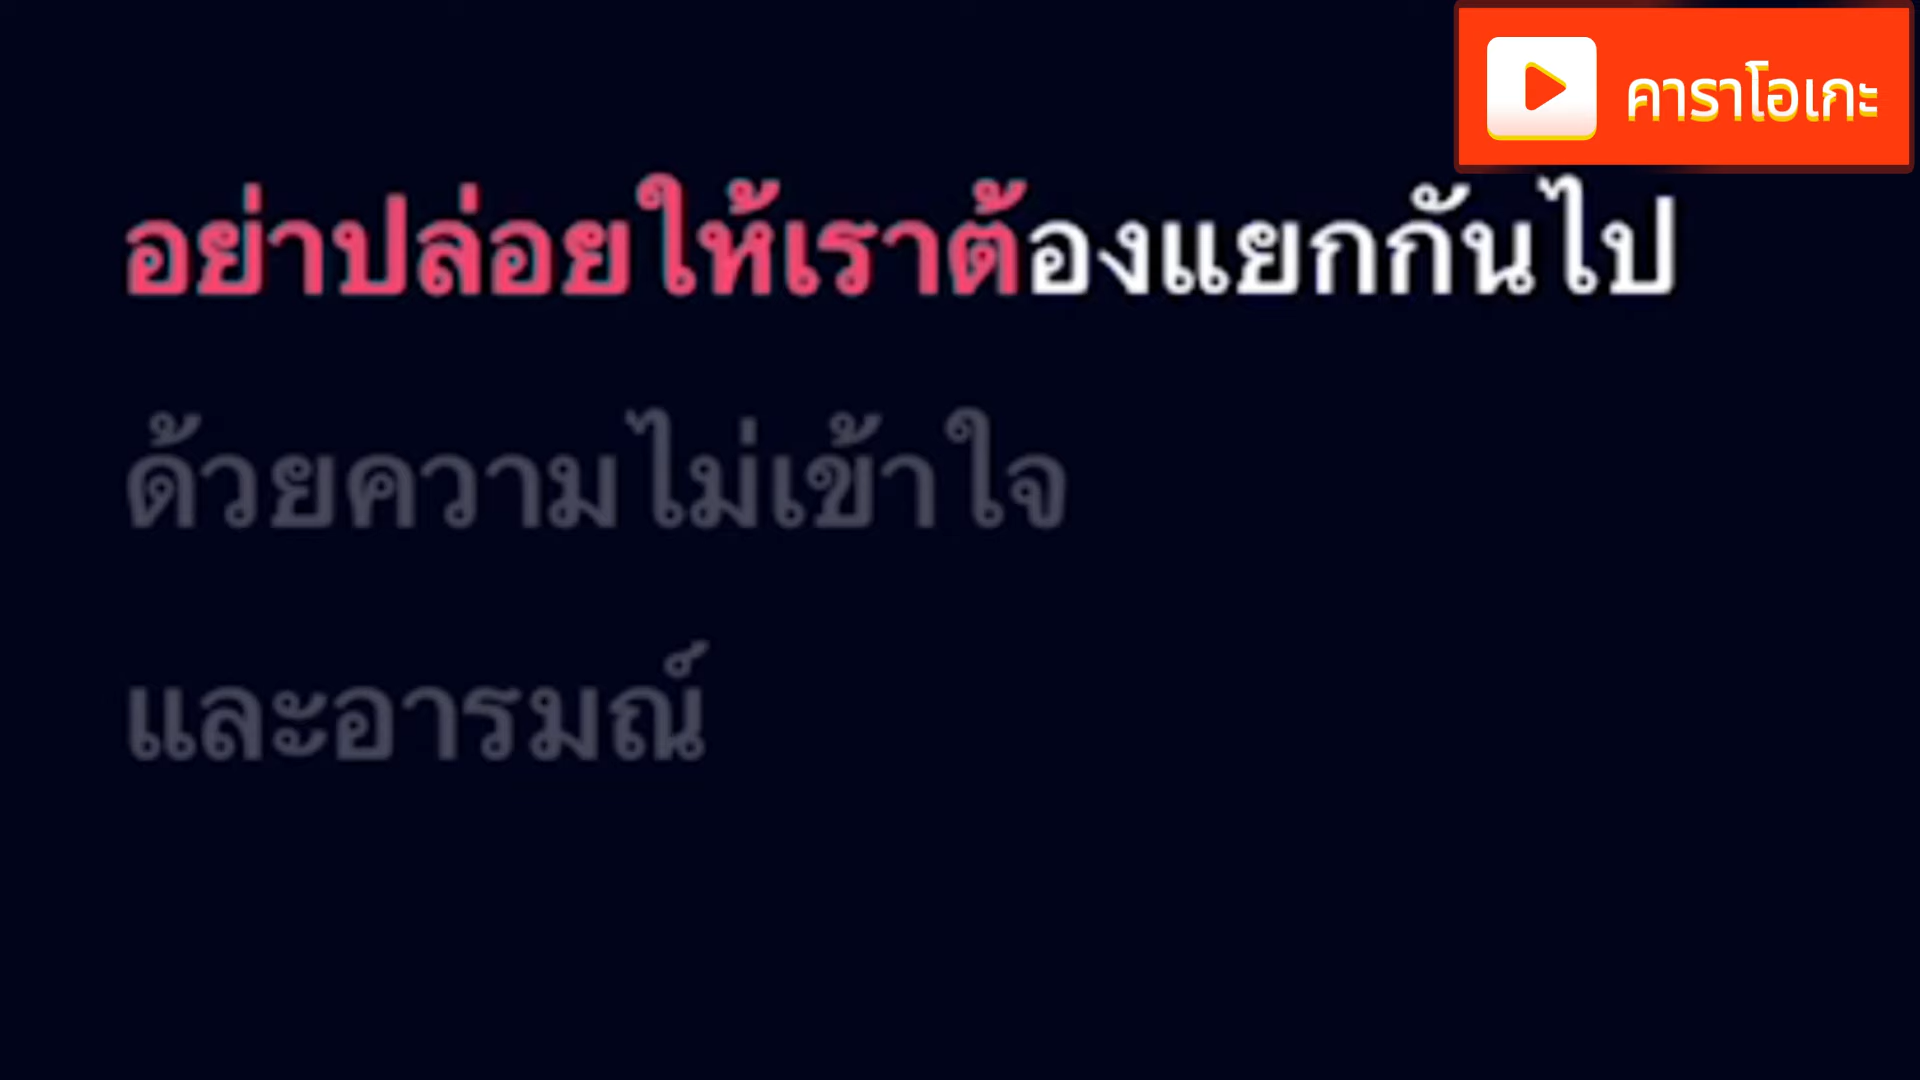 คาราโอเกะ
อย่าปล่อยให้เราต้องแยกกันไป
ด้วยความไม่เข้าใจ
และอารมณ์